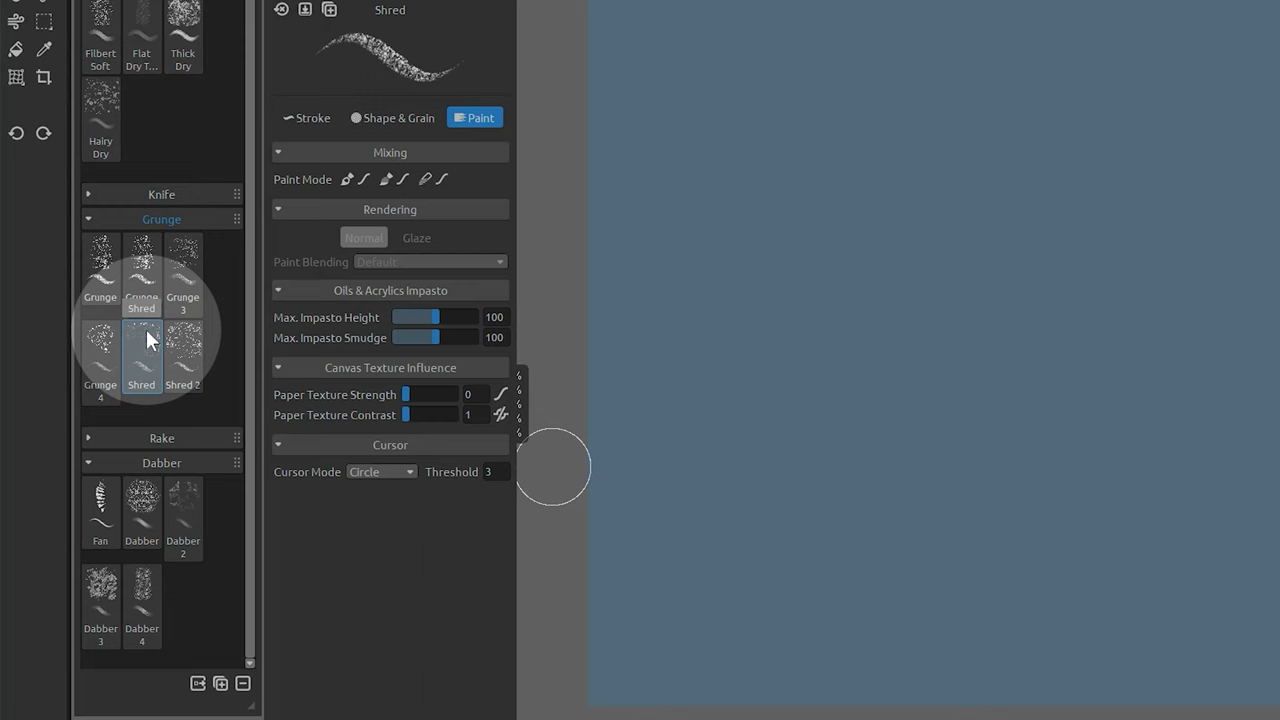 Shred
Filbert
Soft
Flat
Dry T...
Thick
Dry
Hairy
Dry
Stroke
Shape & Grain
Paint
Mixing
Paint Mode
Rendering
Normal
Glaze
Paint Blending
Default
Oils & Acrylics Impasto
Max. Impasto Height
100
Max. Impasto Smudge
100
Canvas Texture Influence
Paper Texture Strength
0
Paper Texture Contrast
1
Cursor
Cursor Mode
Circle
Threshold
3
Knife
Grunge
Grunge
Grunge
Grunge
3
Shred
Grunge
4
Shred
Shred 2
Rake
Dabber
Fan
Dabber
Dabber
2
Dabber
3
Dabber
4